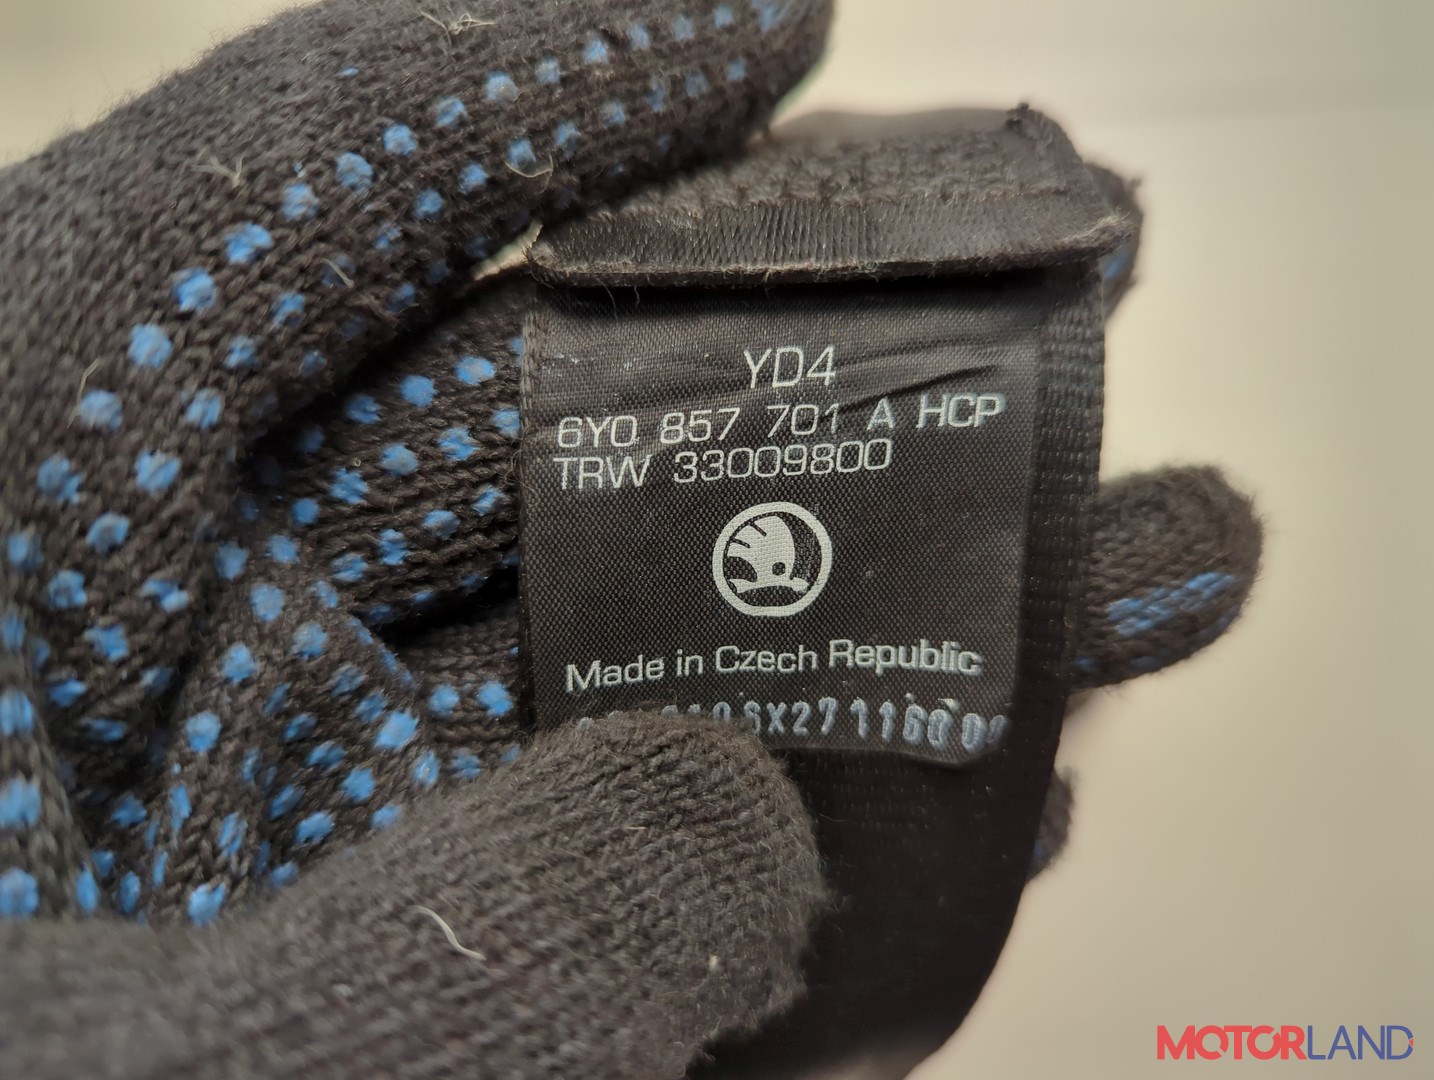 YD4
6Y0 857 701 A HCP
TRW 33009800
Made in Czech Republic
MOTORLAND